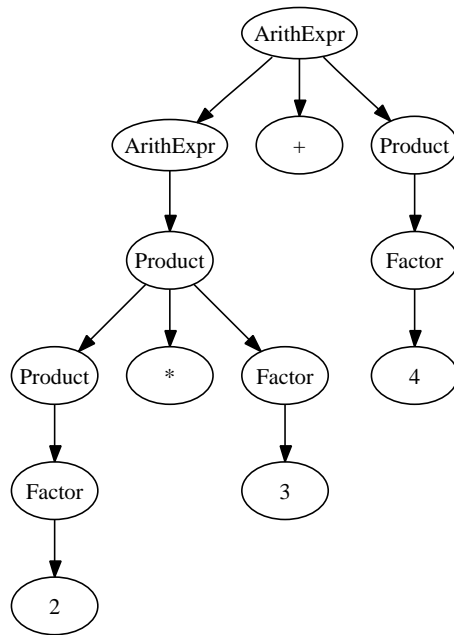 ArithExpr
ArithExpr + Product
Product Factor
Product * Factor 4
Factor 3
2